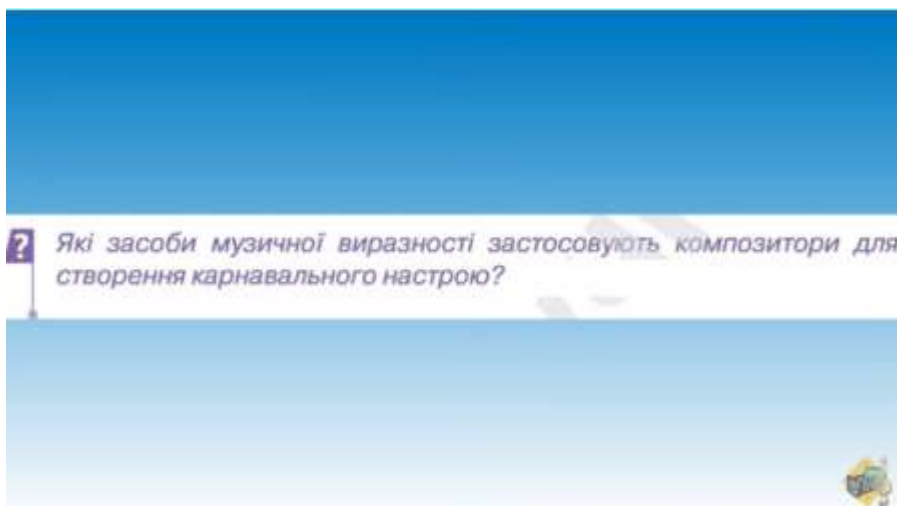 ?
Які засоби музичної виразності застосовують композитори для
створення карнавального настрою?